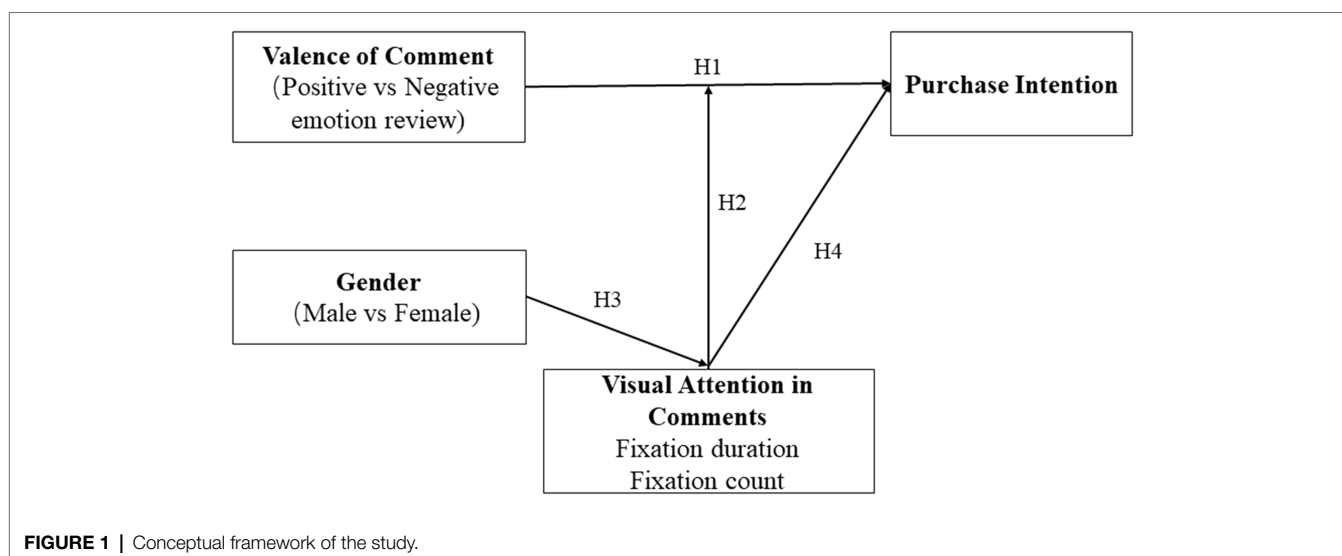 Valence of Comment
（Positive vs Negative
emotion review)
H1
Purchase Intention
H2
H4
Gender
（Male vs Female)
H3
Visual Attention in
Comments
Fixation duration
Fixation count
FIGURE 1 | Conceptual framework of the study.